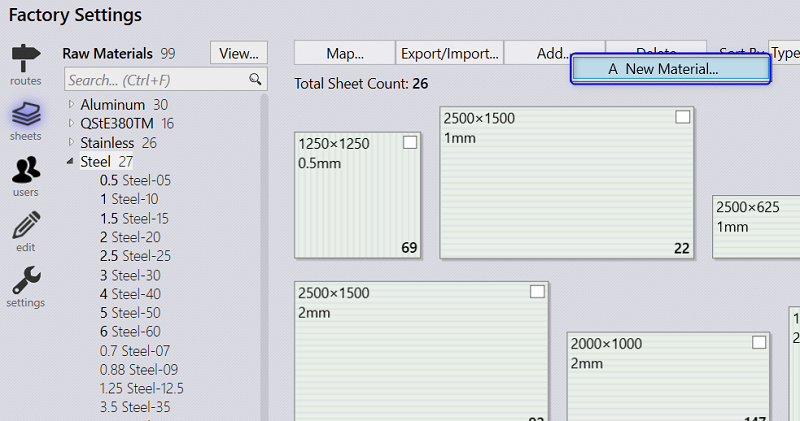 Factory Settings
routes
sheets
users
edit
settings
Raw Materials 99
View...
Search... (Ctrl+F)
Aluminum 30
QStE380TM 16
Stainless 26
Steel 27
0.5 Steel-05
1 Steel-10
1.5 Steel-15
2 Steel-20
2.5 Steel-25
3 Steel-30
4 Steel-40
5 Steel-50
6 Steel-60
0.7 Steel-07
0.88 Steel-09
1.25 Steel-12.5
3.5 Steel-35
Map...
Export/Import...
Add...
Delete
Sort By
Type
A New Material...
Total Sheet Count: 26
1250×1250
0.5mm
69
2500×1500
1mm
22
2500×625
1mm
2500×1500
2mm
2000×1000
2mm